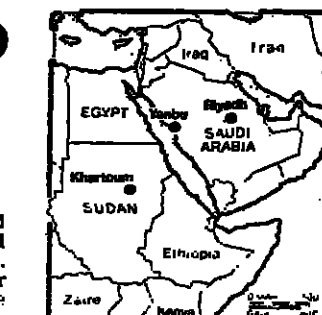 Iraq
Iran
EGYPT
Yanbu
Riyadh
SAUDI
ARABIA
Khartoum
SUDAN
Ethiopia
Zaire
Kenya